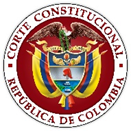 CORTE CONSTITUCIONAL
REPÚBLICA DE COLOMBIA